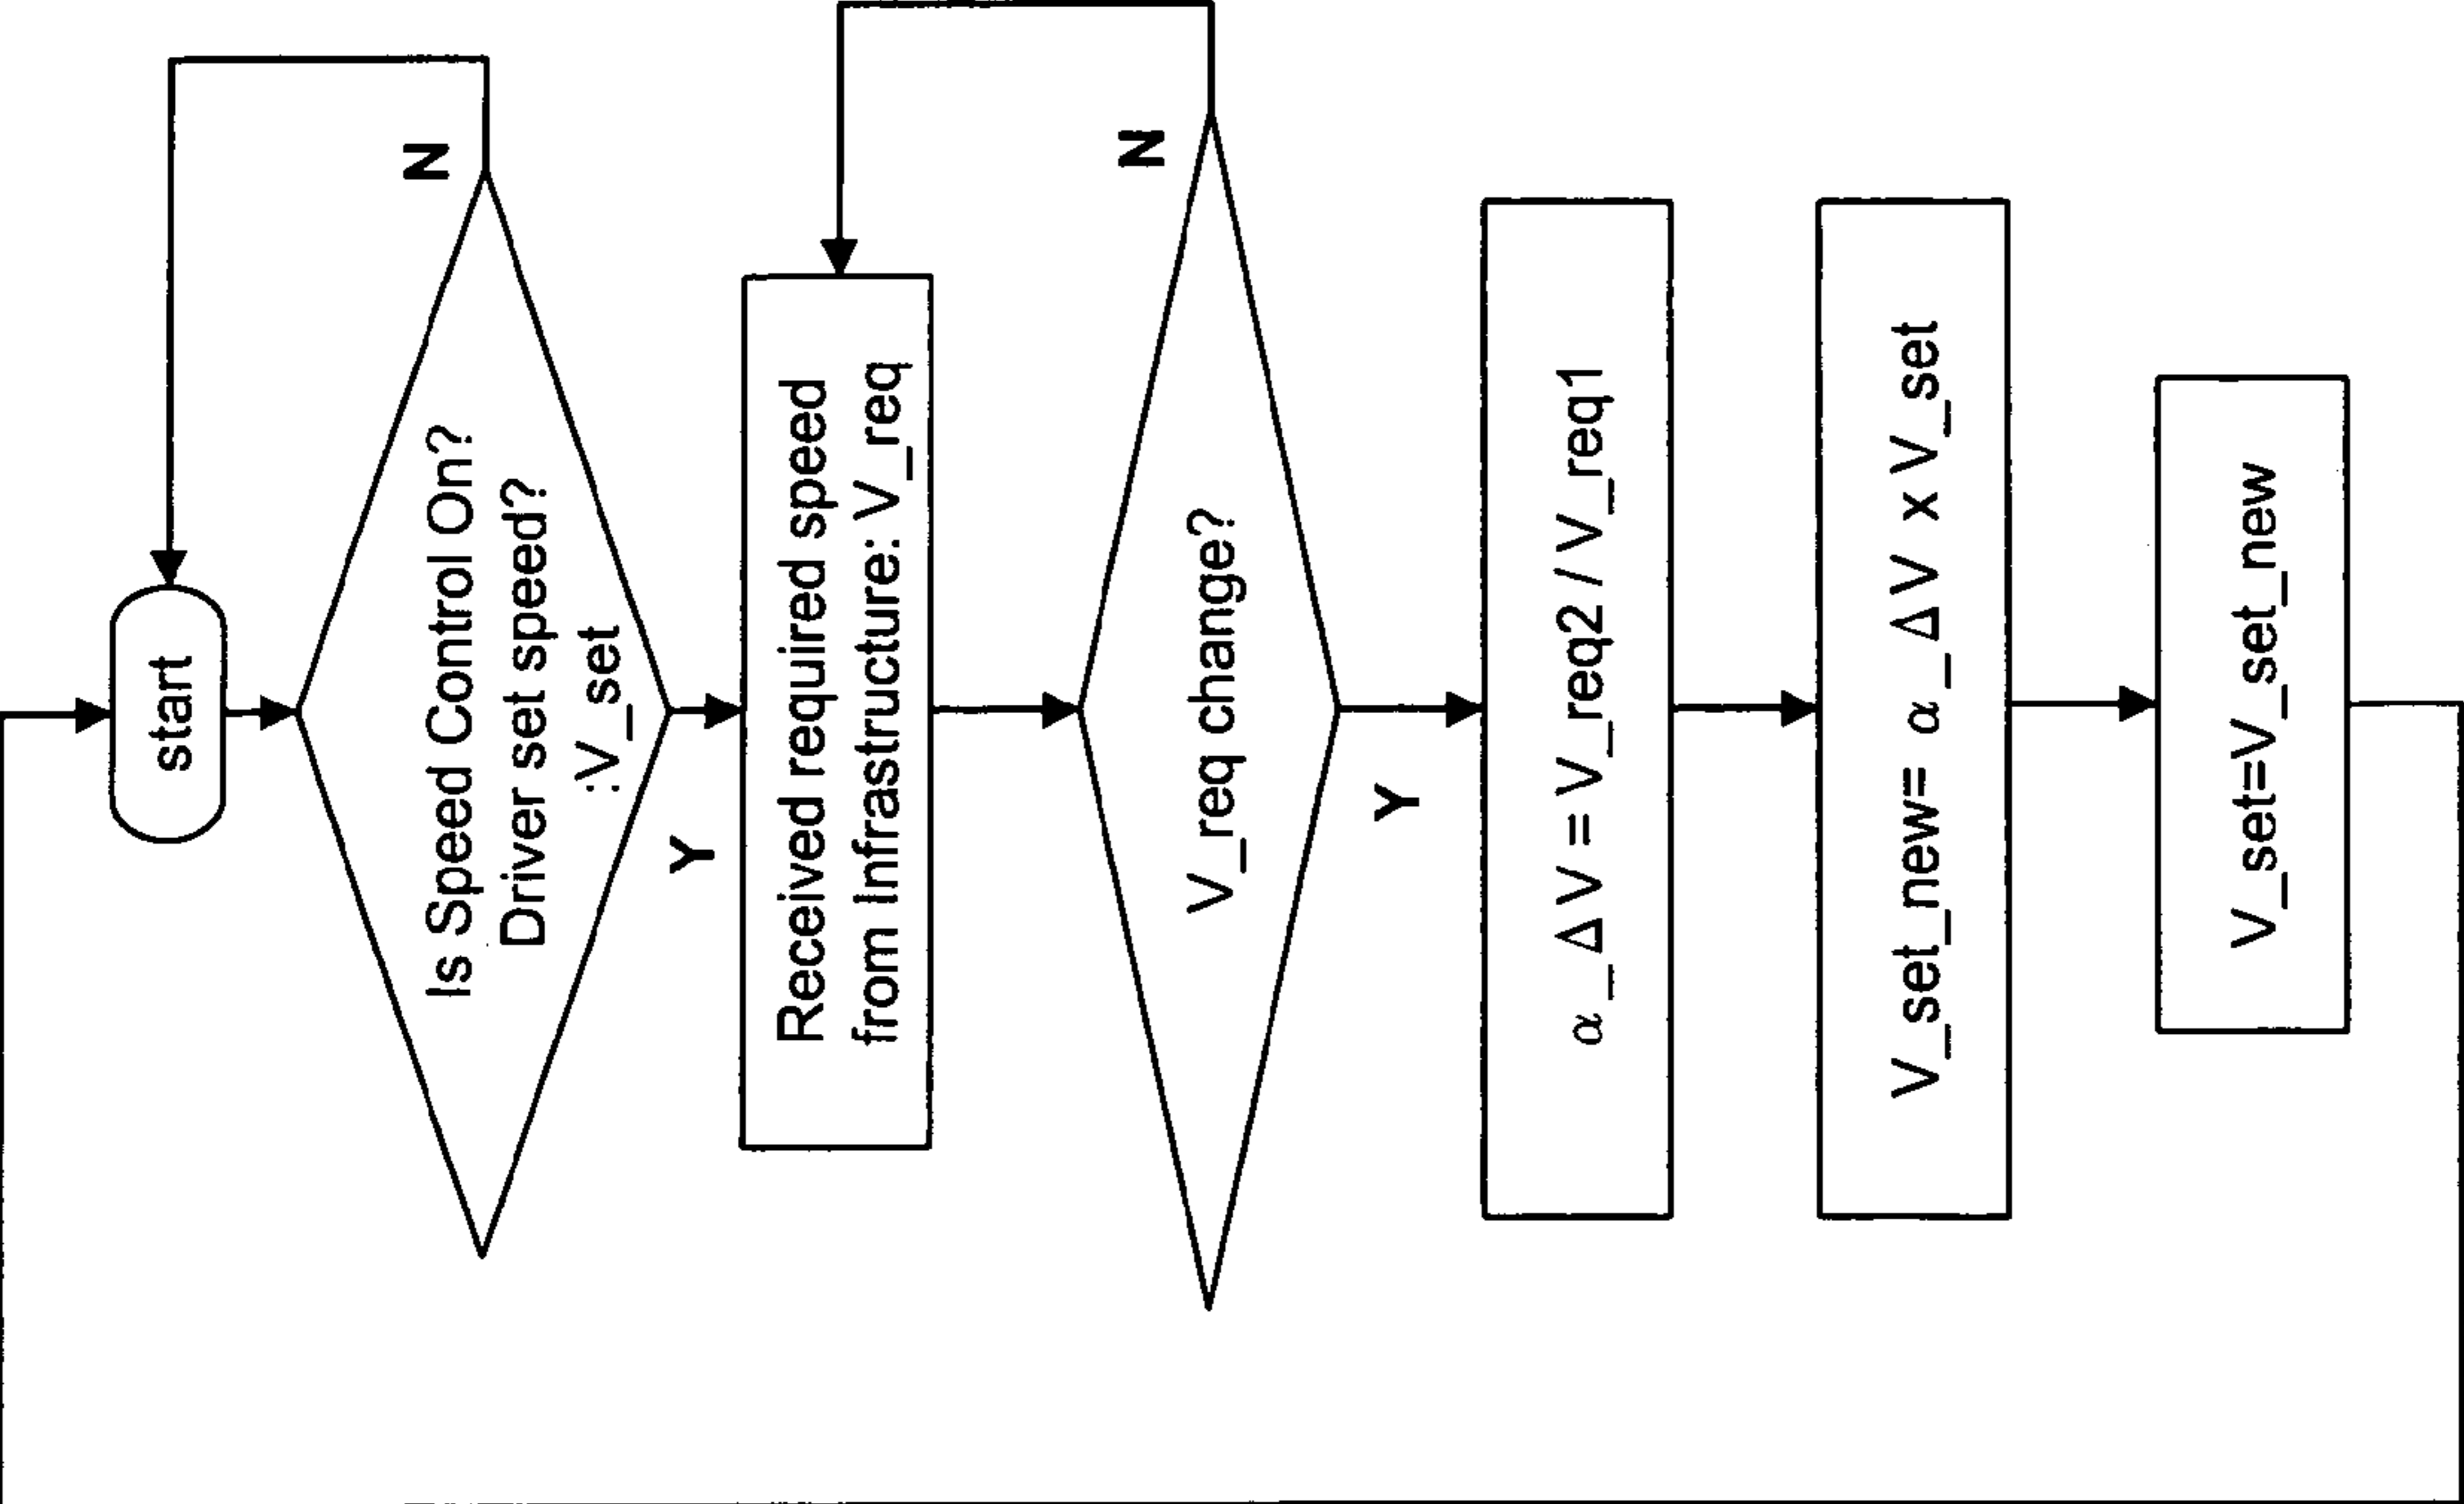 start
Is Speed Control On?
Driver set speed?
:V_set
N
Y
Received required speed
from Infrastructure: V_req
V_req change?
N
Y
α_ΔV = V_req2 / V_req1
V_set_new= α_ΔV x V_set
V_set=V_set_new